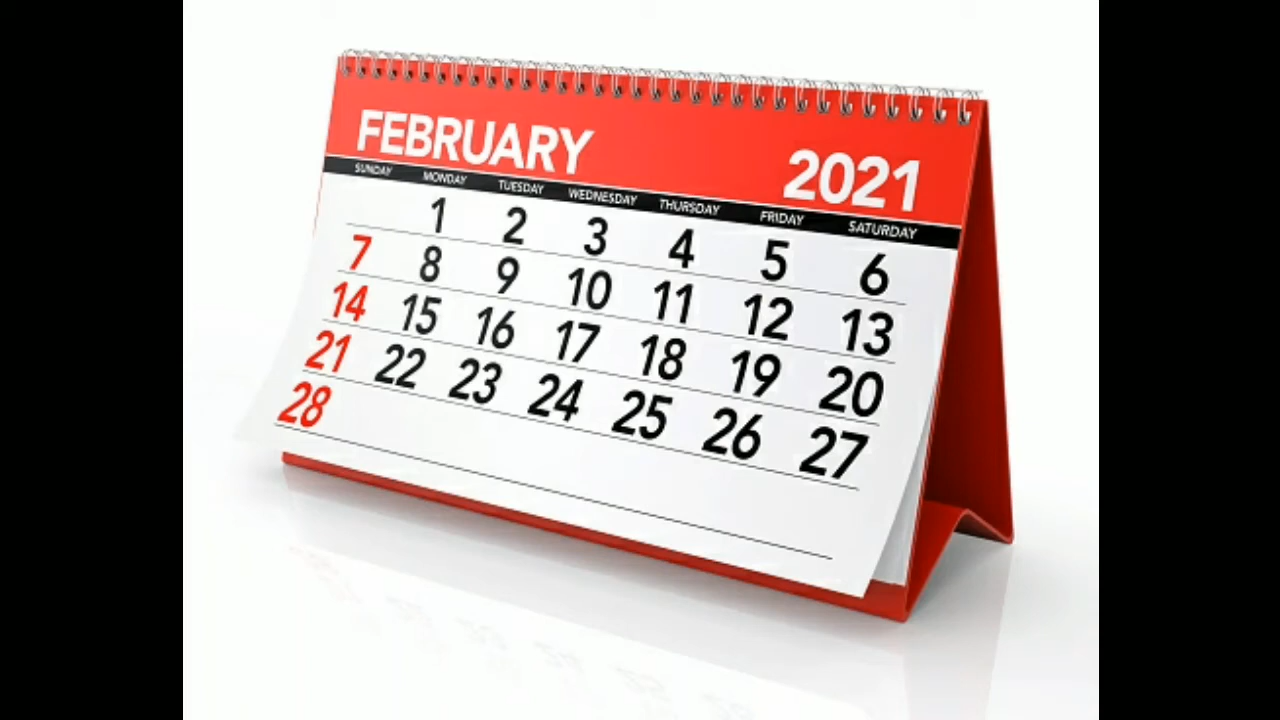 FEBRUARY 2021
SUNDAY MONDAY TUESDAY WEDNESDAY THURSDAY FRIDAY SATURDAY
1 2 3 4 5 6
7 8 9 10 11 12 13
14 15 16 17 18 19 20
21 22 23 24 25 26 27
28